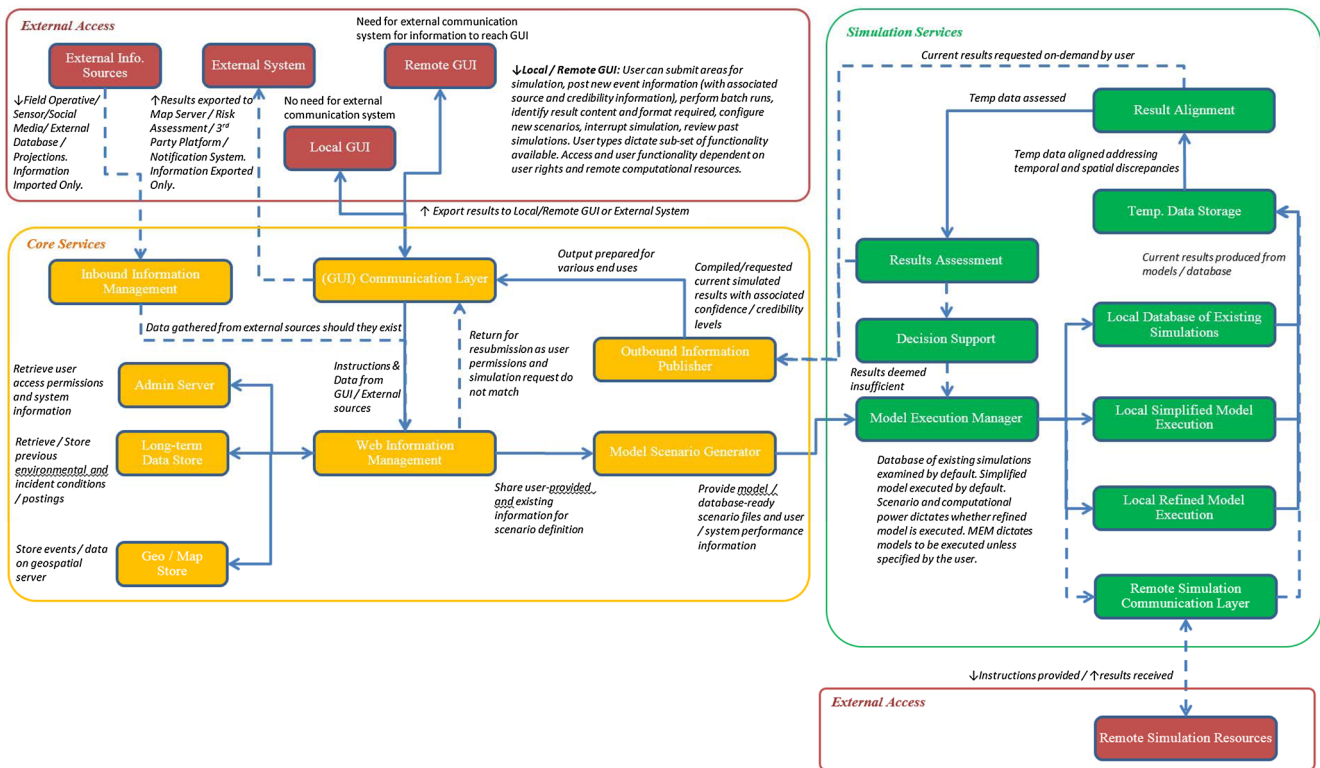 External Access
External Info.
Sources
External System
Need for external communication
system for information to reach GUI
Remote GUI
↓Field Operative/
Sensor/Social
Media/ External
Database /
Projections.
Information
Imported Only.
↑Results exported to
Map Server / Risk
Assessment / 3rd
Party Platform /
Notification System.
Information Exported
Only.
No need for external
communication system
Local GUI
↓Local / Remote GUI: User can submit areas for
simulation, post new event information (with associated
source and credibility information), perform batch runs,
identify result content and format required, configure
new scenarios, interrupt simulation, review past
simulations. User types dictate sub-set of functionality
available. Access and user functionality dependent on
user rights and remote computational resources.
↑ Export results to Local/Remote GUI or External System
Core Services
Inbound Information
Management
(GUI) Communication Layer
Output prepared for
various end uses
Compiled/requested
current simulated
results with associated
confidence / credibility
levels
Data gathered from external sources should they exist
Return for
resubmission as user
permissions and
simulation request do
not match
Outbound Information
Publisher
Instructions &
Data from
GUI / External
sources
Retrieve user
access permissions
and system
information
Admin Server
Retrieve / Store
previous
environmental and
incident conditions
/ postings
Long-term
Data Store
Web Information
Management
Model Scenario Generator
Share user-provided
and existing
information for
scenario definition
Provide model /
database-ready
scenario files and user
/ system performance
information
Store events / data
on geospatial
server
Geo / Map
Store
Simulation Services
Current results requested on-demand by user
Temp data assessed
Result Alignment
Temp data aligned addressing
temporal and spatial discrepancies
Temp. Data Storage
Results Assessment
Current results produced from
models / database
Decision Support
Local Database of Existing
Simulations
Results deemed
insufficient
Model Execution Manager
Local Simplified Model
Execution
Database of existing simulations
examined by default. Simplified
model executed by default.
Scenario and computational
power dictates whether refined
model is executed. MEM dictates
models to be executed unless
specified by the user.
Local Refined Model
Execution
Remote Simulation
Communication Layer
↓Instructions provided / ↑results received
External Access
Remote Simulation Resources